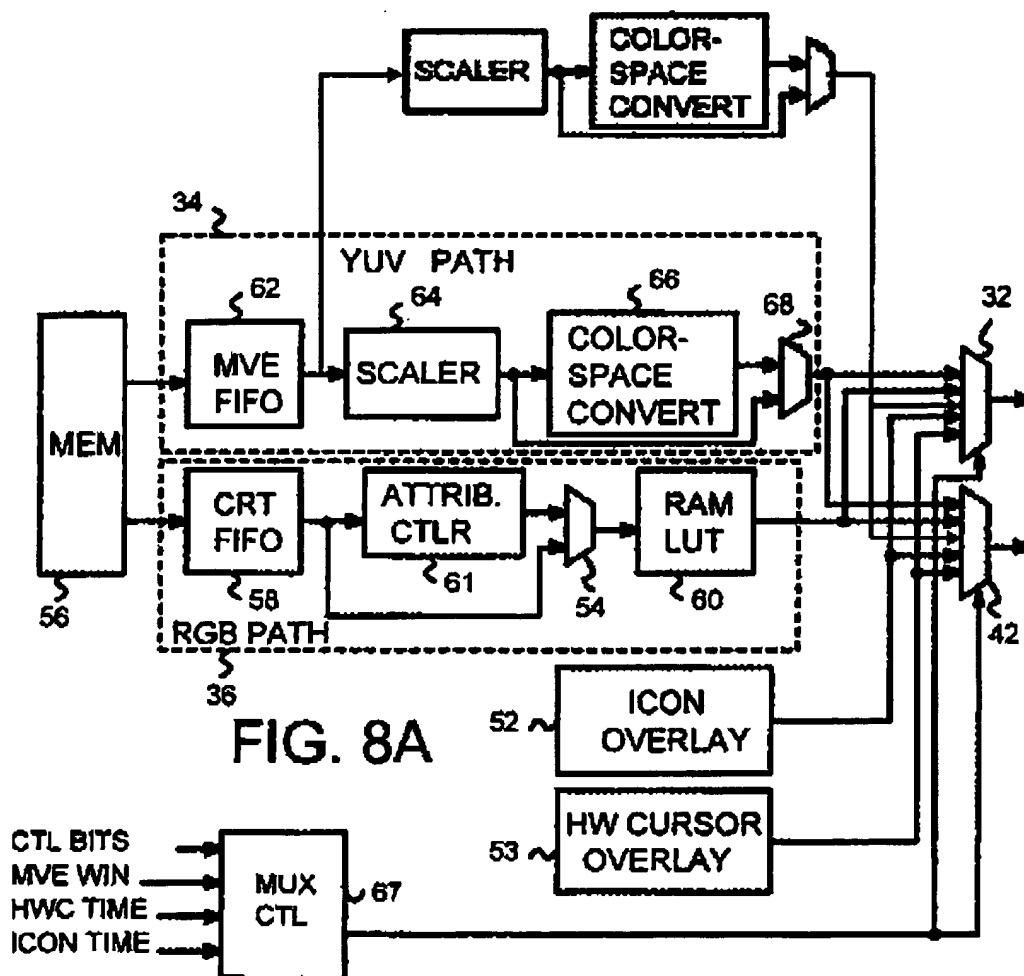 SCALER
COLOR-
SPACE
CONVERT
34
YUV PATH
62
MVE
FIFO
64
SCALER
66
COLOR-
SPACE
CONVERT
68
32
MEM
56
CRT
FIFO
58
ATTRIB.
CTLR
61
54
RAM
LUT
60
42
RGB PATH
36
FIG. 8A
52
ICON
OVERLAY
53
HW CURSOR
OVERLAY
CTL BITS
MVE WIN
HWC TIME
ICON TIME
MUX
CTL
67